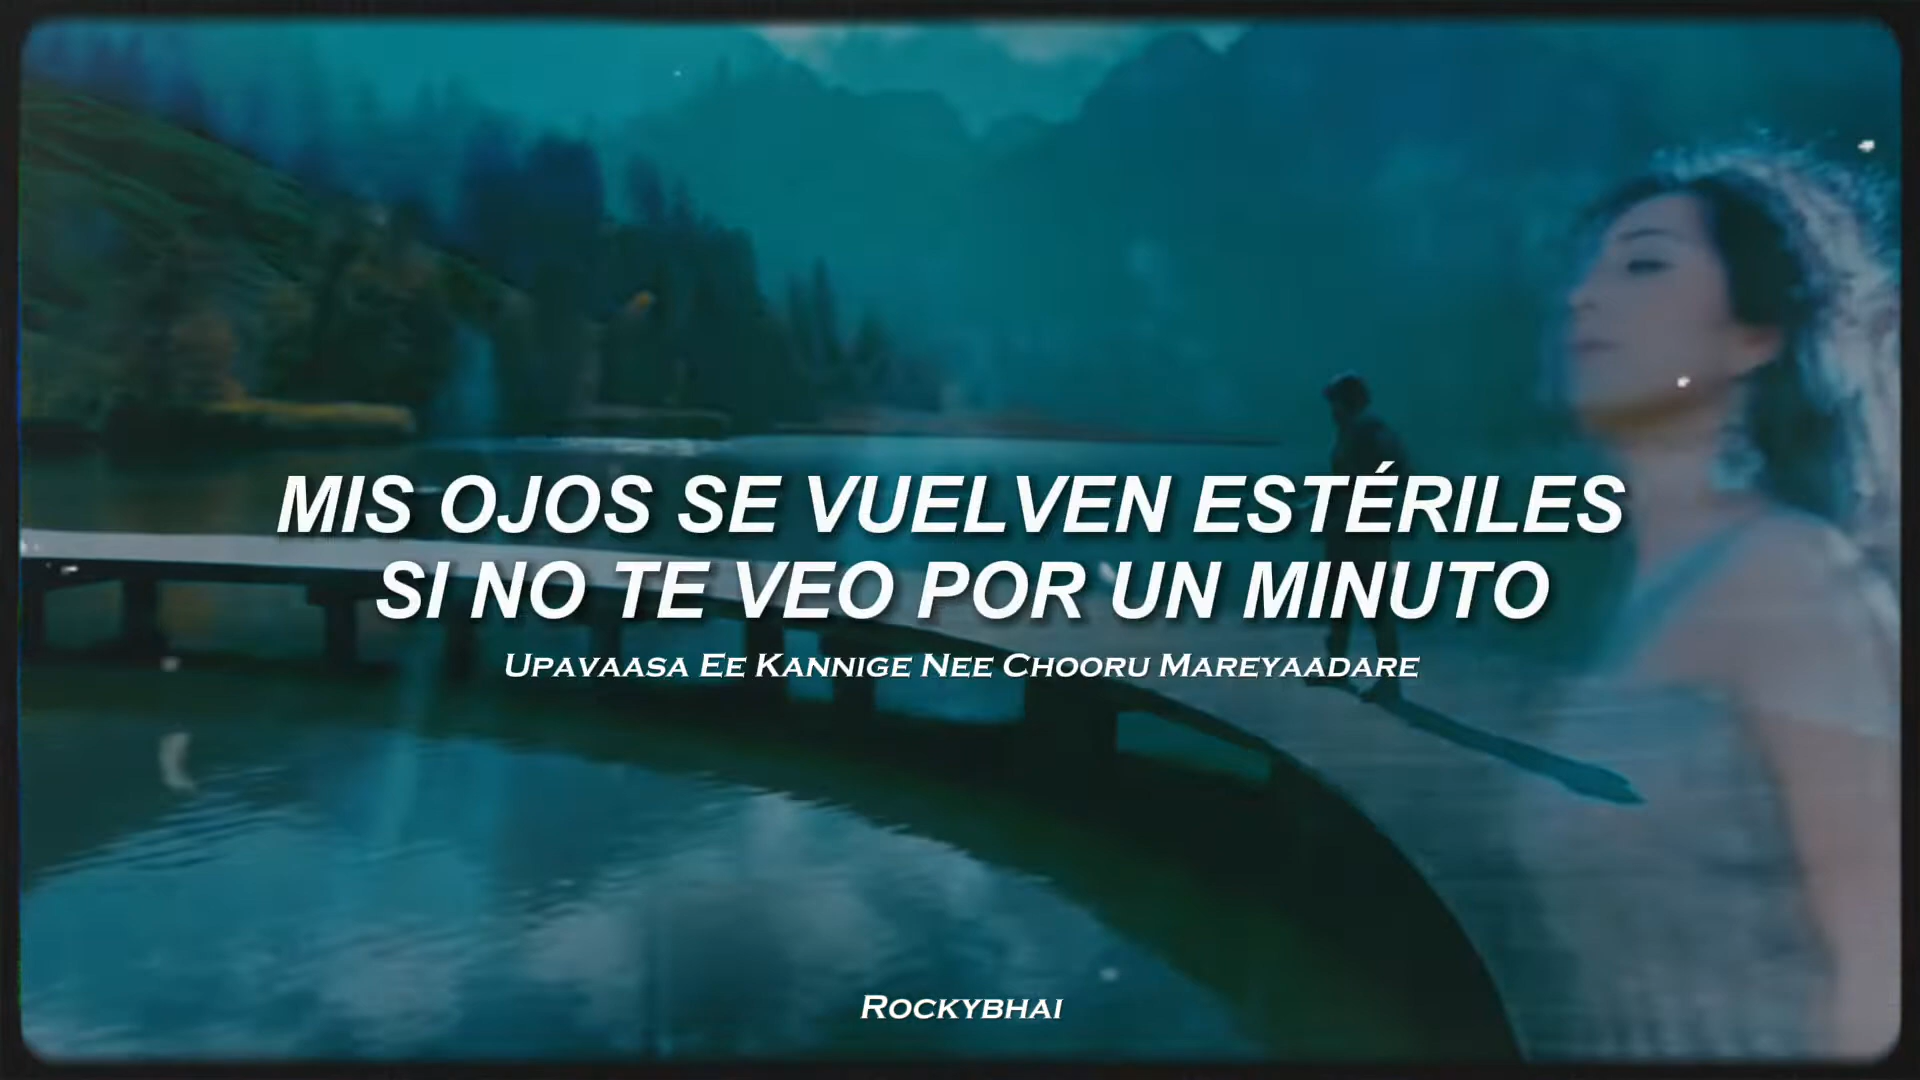 MIS OJOS SE VUELVEN ESTÉRILES
SI NO TE VEO POR UN MINUTO
Upavaasa Ee Kannige Nee Chooru Mareyaadare
Rockybhai